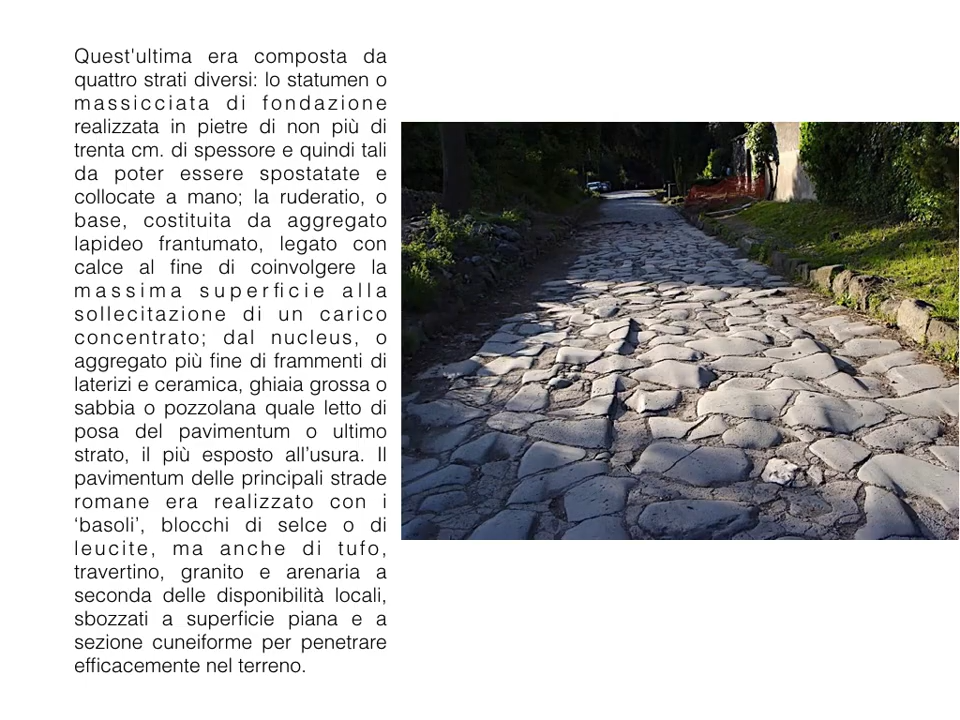 Quest'ultima era composta da
quattro strati diversi: lo statumen o
massicciata di fondazione
realizzata in pietre di non più di
trenta cm. di spessore e quindi tali
da poter essere spostatate e
collocate a mano; la ruderatio, o
base, costituita da aggregato
lapideo frantumato, legato con
calce al fine di coinvolgere la
massima superficie alla
sollecitazione di un carico
concentrato; dal nucleus, o
aggregato più fine di frammenti di
laterizi e ceramica, ghiaia grossa o
sabbia o pozzolana quale letto di
posa del pavimentum o ultimo
strato, il più esposto all’usura. Il
pavimentum delle principali strade
romane era realizzato con i
‘basoli’, blocchi di selce o di
leucite, ma anche di tufo,
travertino, granito e arenaria a
seconda delle disponibilità locali,
sbozzati a superficie piana e a
sezione cuneiforme per penetrare
efficacemente nel terreno.